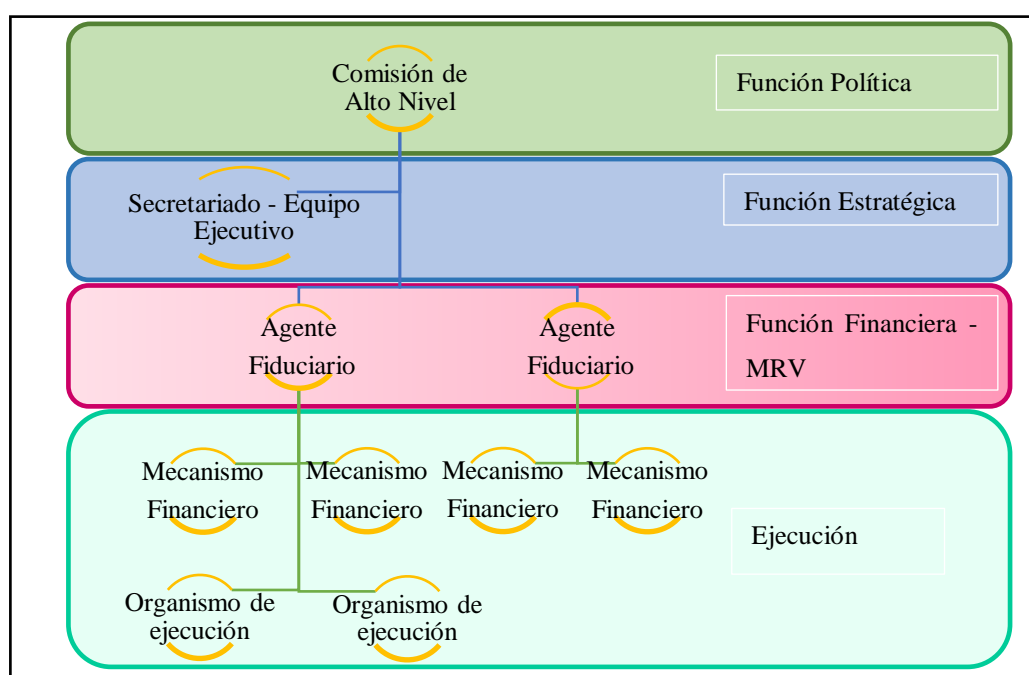 Comisión de
Alto Nivel
Función Política
Secretariado - Equipo
Ejecutivo
Función Estratégica
Agente
Fiduciario
Agente
Fiduciario
Función Financiera -
MRV
Mecanismo
Financiero
Mecanismo
Financiero
Mecanismo
Financiero
Mecanismo
Financiero
Ejecución
Organismo de
ejecución
Organismo de
ejecución